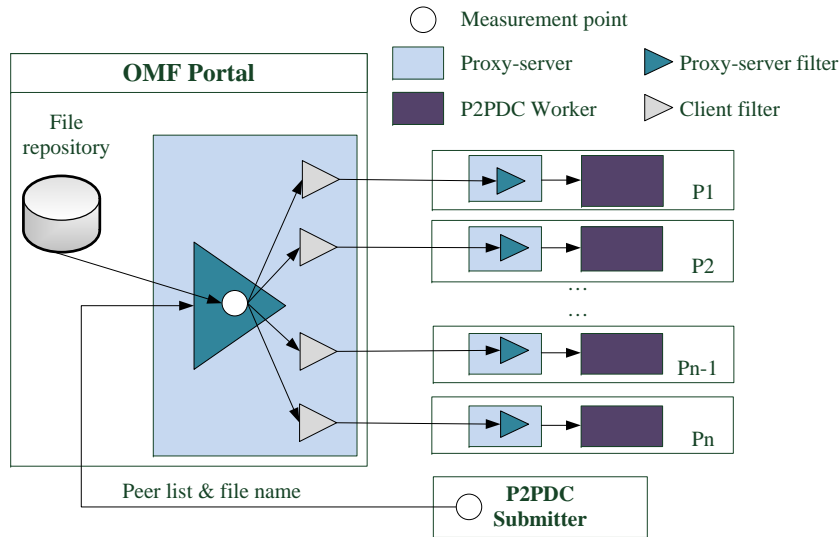 Measurement point
OMF Portal
Proxy-server
Proxy-server filter
P2PDC Worker
Client filter
File
repository
P1
P2
...
...
Pn-1
Pn
Peer list & file name
P2PDC
Submitter